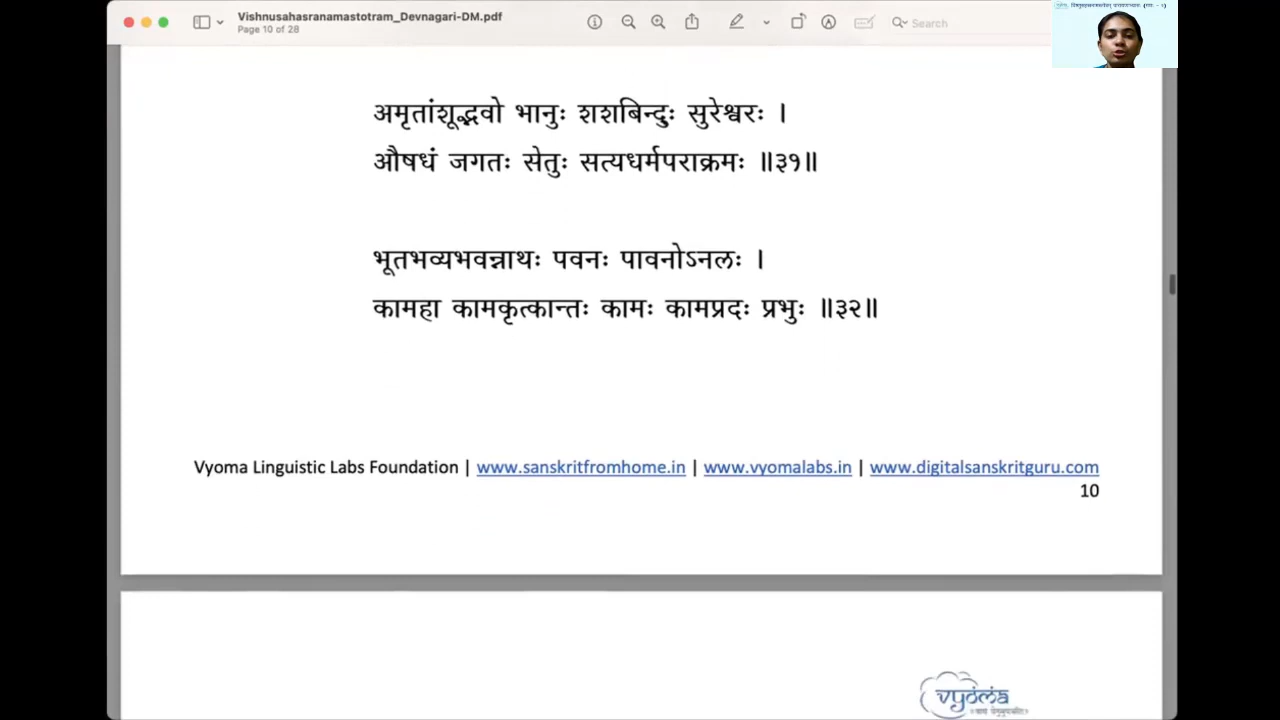 Vishnusahasranamastotram_Devnagari-DM.pdf
Page 10 of 28
Search
अमृतांशूद्भवो भानुः शशबिन्दुः सुरेश्वरः ।
औषधं जगतः सेतुः सत्यधर्मपराक्रमः ॥३१॥
भूतभव्यभवन्नाथः पवनः पावनोऽनलः ।
कामहा कामकृत्कान्तः कामः कामप्रदः प्रभुः ॥३२॥
Vyoma Linguistic Labs Foundation | www.sanskritfromhome.in | www.vyomalabs.in | www.digitalsanskritguru.com
10
vyoma